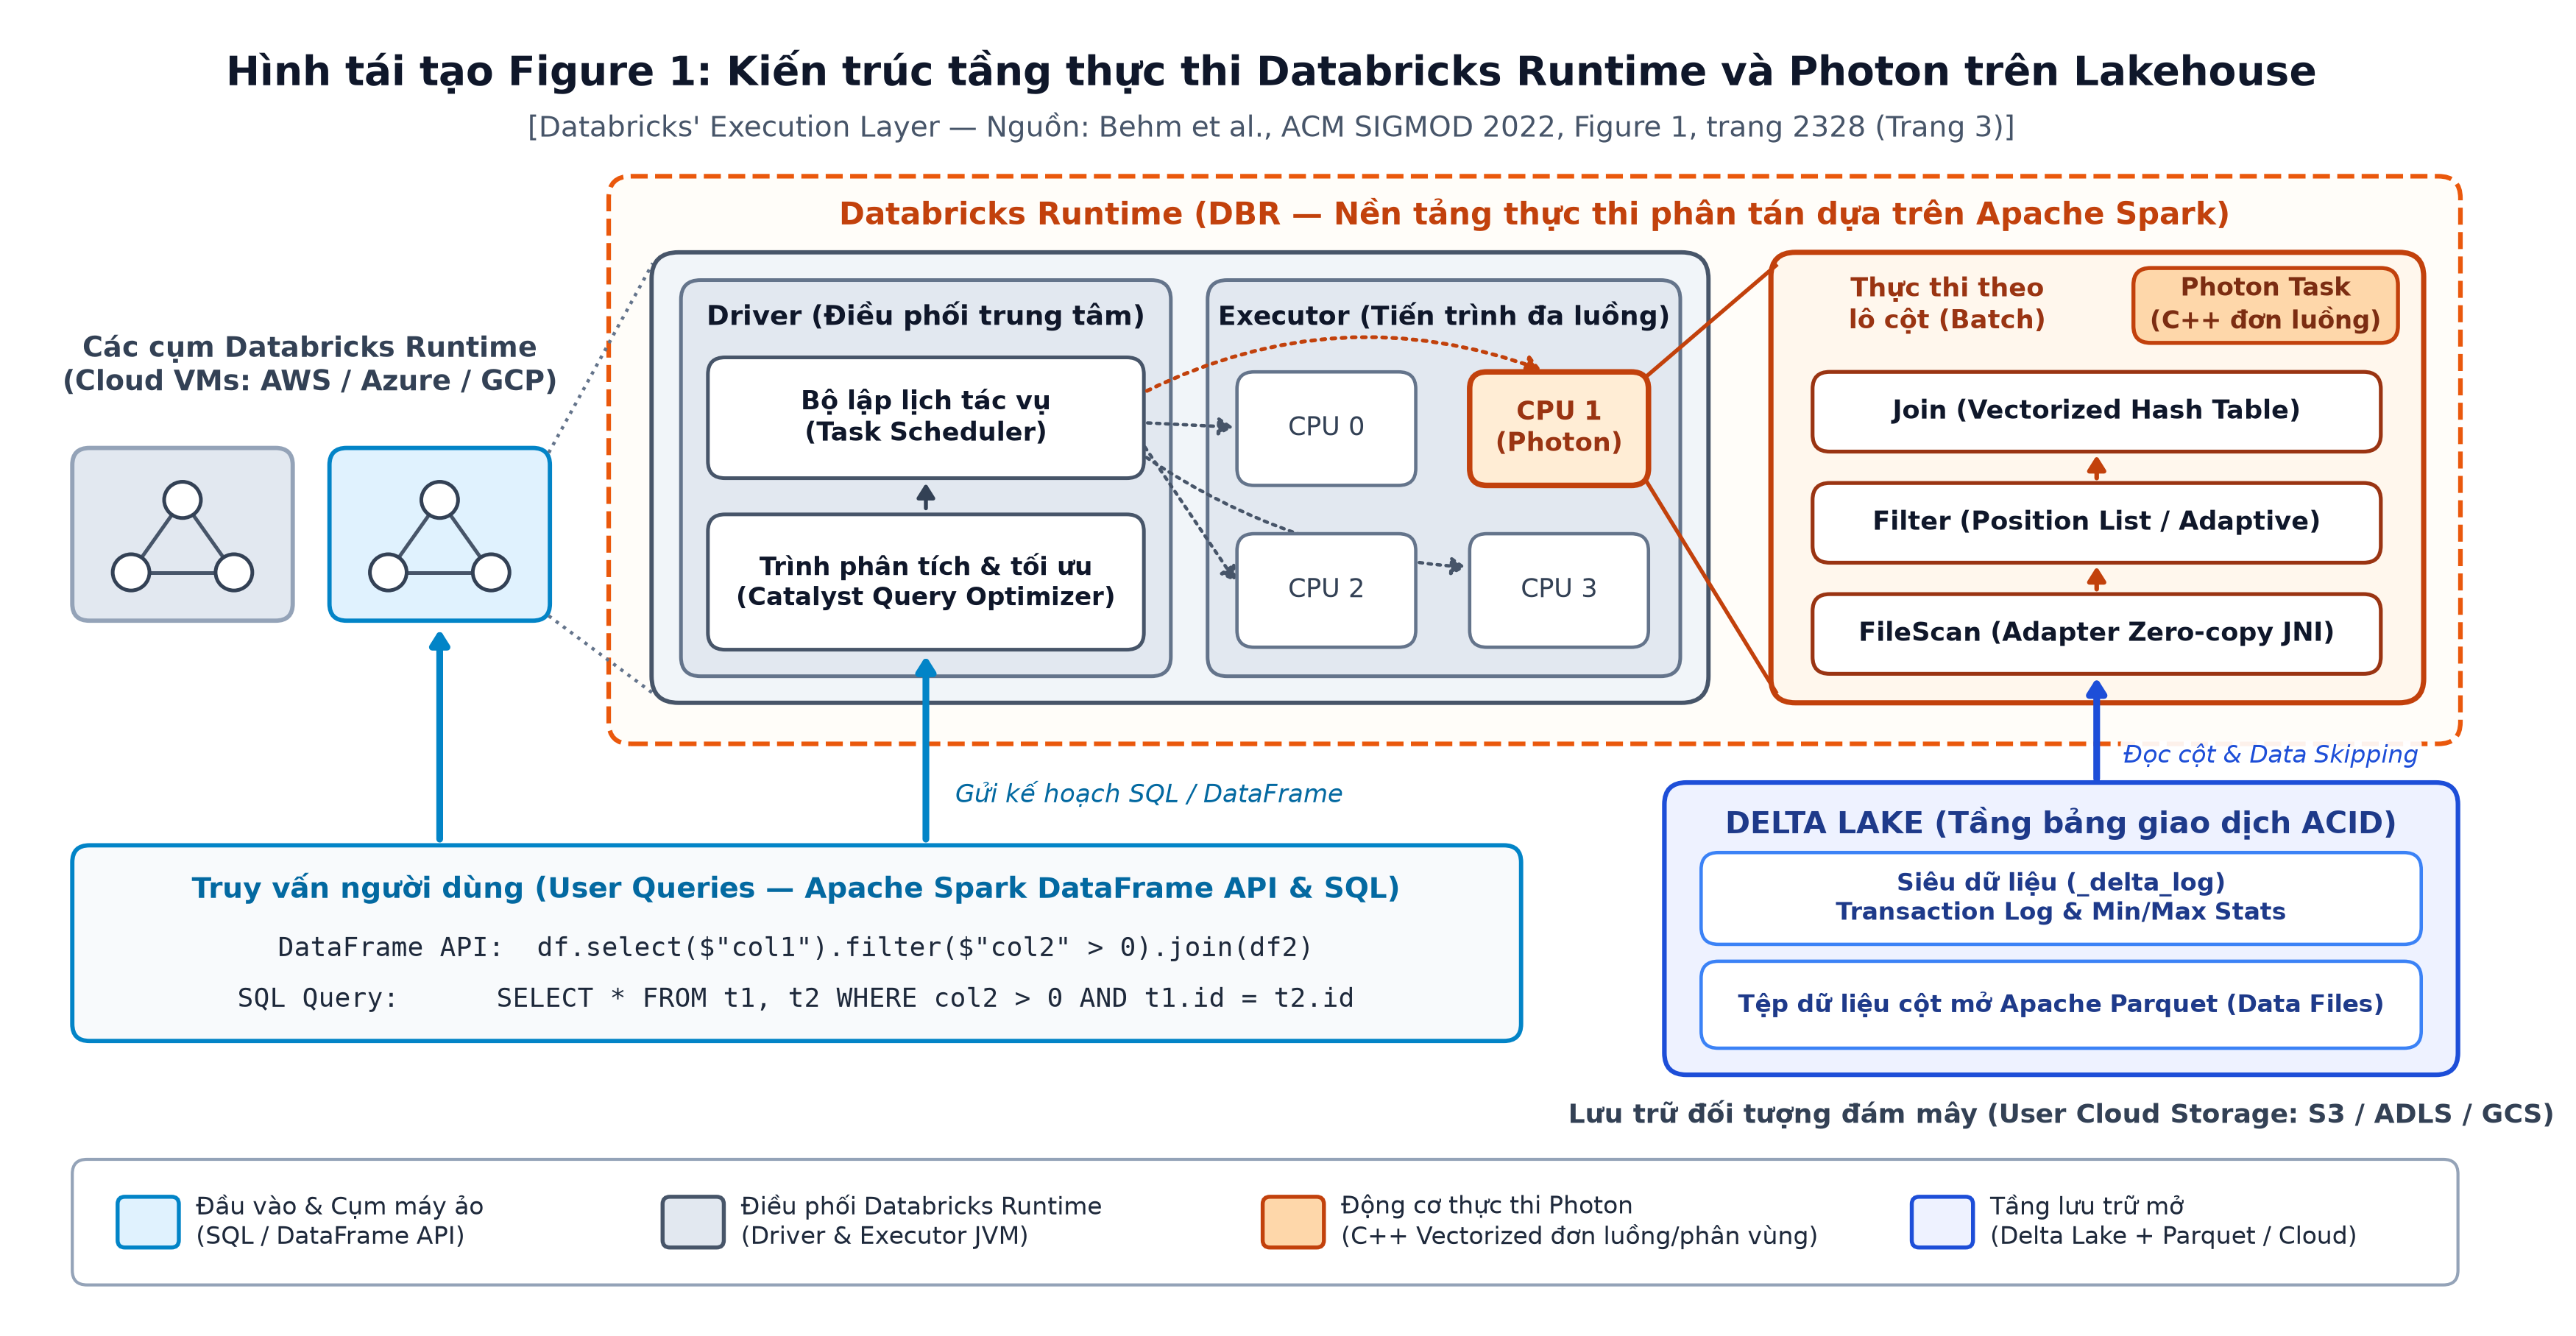 Hình tái tạo Figure 1: Kiến trúc tầng thực thi Databricks Runtime và Photon trên Lakehouse
[Databricks' Execution Layer — Nguồn: Behm et al., ACM SIGMOD 2022, Figure 1, trang 2328 (Trang 3)]
Databricks Runtime (DBR — Nền tảng thực thi phân tán dựa trên Apache Spark)
Các cụm Databricks Runtime
(Cloud VMs: AWS / Azure / GCP)
Driver (Điều phối trung tâm)
Bộ lập lịch tác vụ
(Task Scheduler)
Trình phân tích & tối ưu
(Catalyst Query Optimizer)
Executor (Tiến trình đa luồng)
CPU 0
CPU 1
(Photon)
CPU 2
CPU 3
Thực thi theo
lô cột (Batch)
Photon Task
(C++ đơn luồng)
Join (Vectorized Hash Table)
Filter (Position List / Adaptive)
FileScan (Adapter Zero-copy JNI)
Đọc cột & Data Skipping
Gửi kế hoạch SQL / DataFrame
Truy vấn người dùng (User Queries — Apache Spark DataFrame API & SQL)
DataFrame API:  df.select($"col1").filter($"col2" > 0).join(df2)
SQL Query:      SELECT * FROM t1, t2 WHERE col2 > 0 AND t1.id = t2.id
DELTA LAKE (Tầng bảng giao dịch ACID)
Siêu dữ liệu (_delta_log)
Transaction Log & Min/Max Stats
Tệp dữ liệu cột mở Apache Parquet (Data Files)
Lưu trữ đối tượng đám mây (User Cloud Storage: S3 / ADLS / GCS)
Đầu vào & Cụm máy ảo
(SQL / DataFrame API)
Điều phối Databricks Runtime
(Driver & Executor JVM)
Động cơ thực thi Photon
(C++ Vectorized đơn luồng/phân vùng)
Tầng lưu trữ mở
(Delta Lake + Parquet / Cloud)